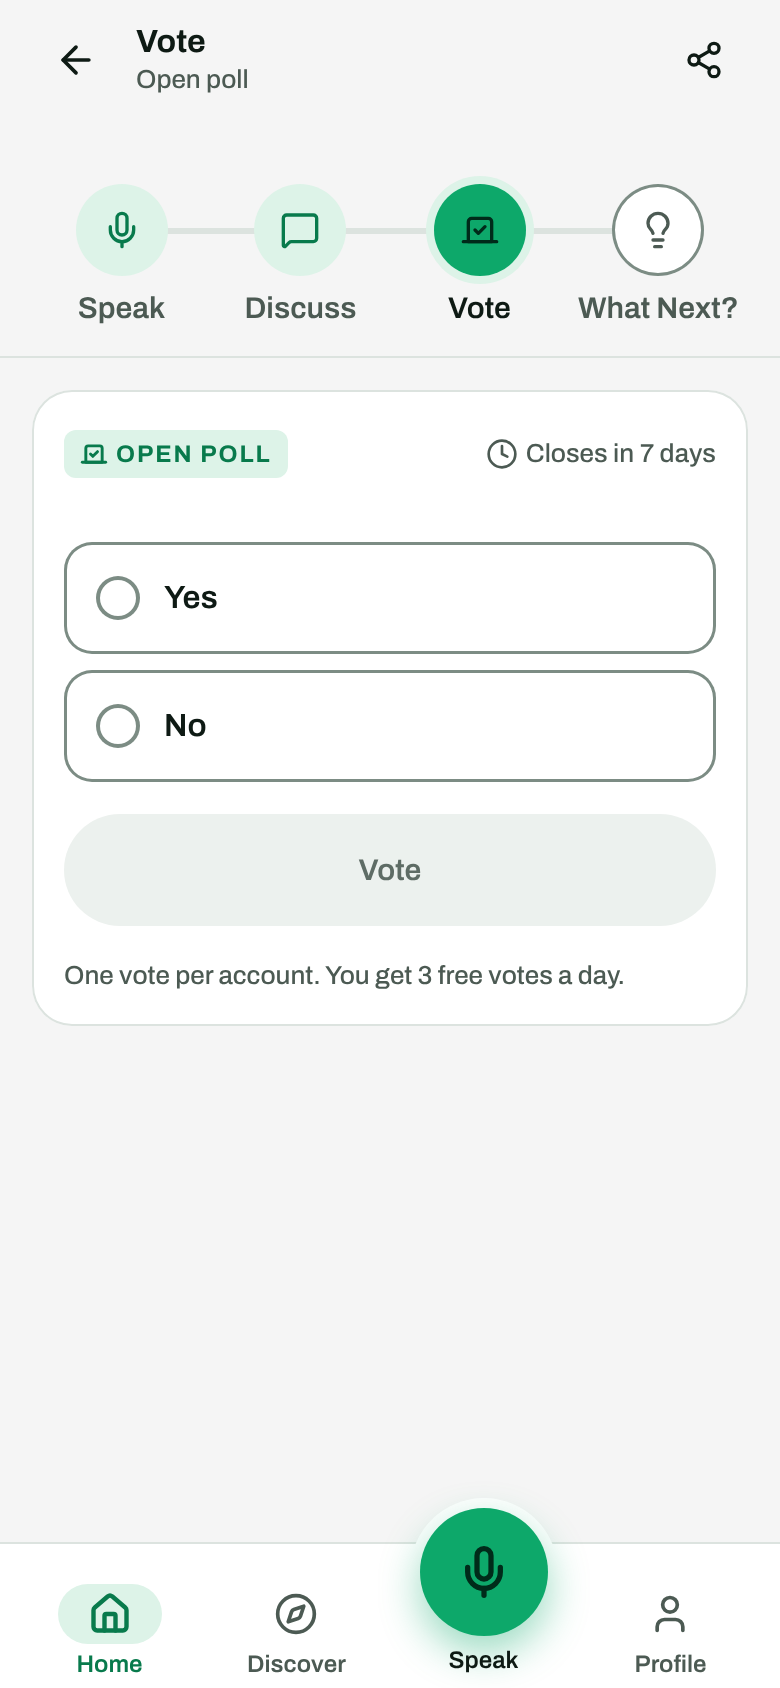 Vote
Open poll
Speak
Discuss
Vote
What Next?
OPEN POLL
Closes in 7 days
Yes
No
Vote
One vote per account. You get 3 free votes a day.
Home
Discover
Speak
Profile